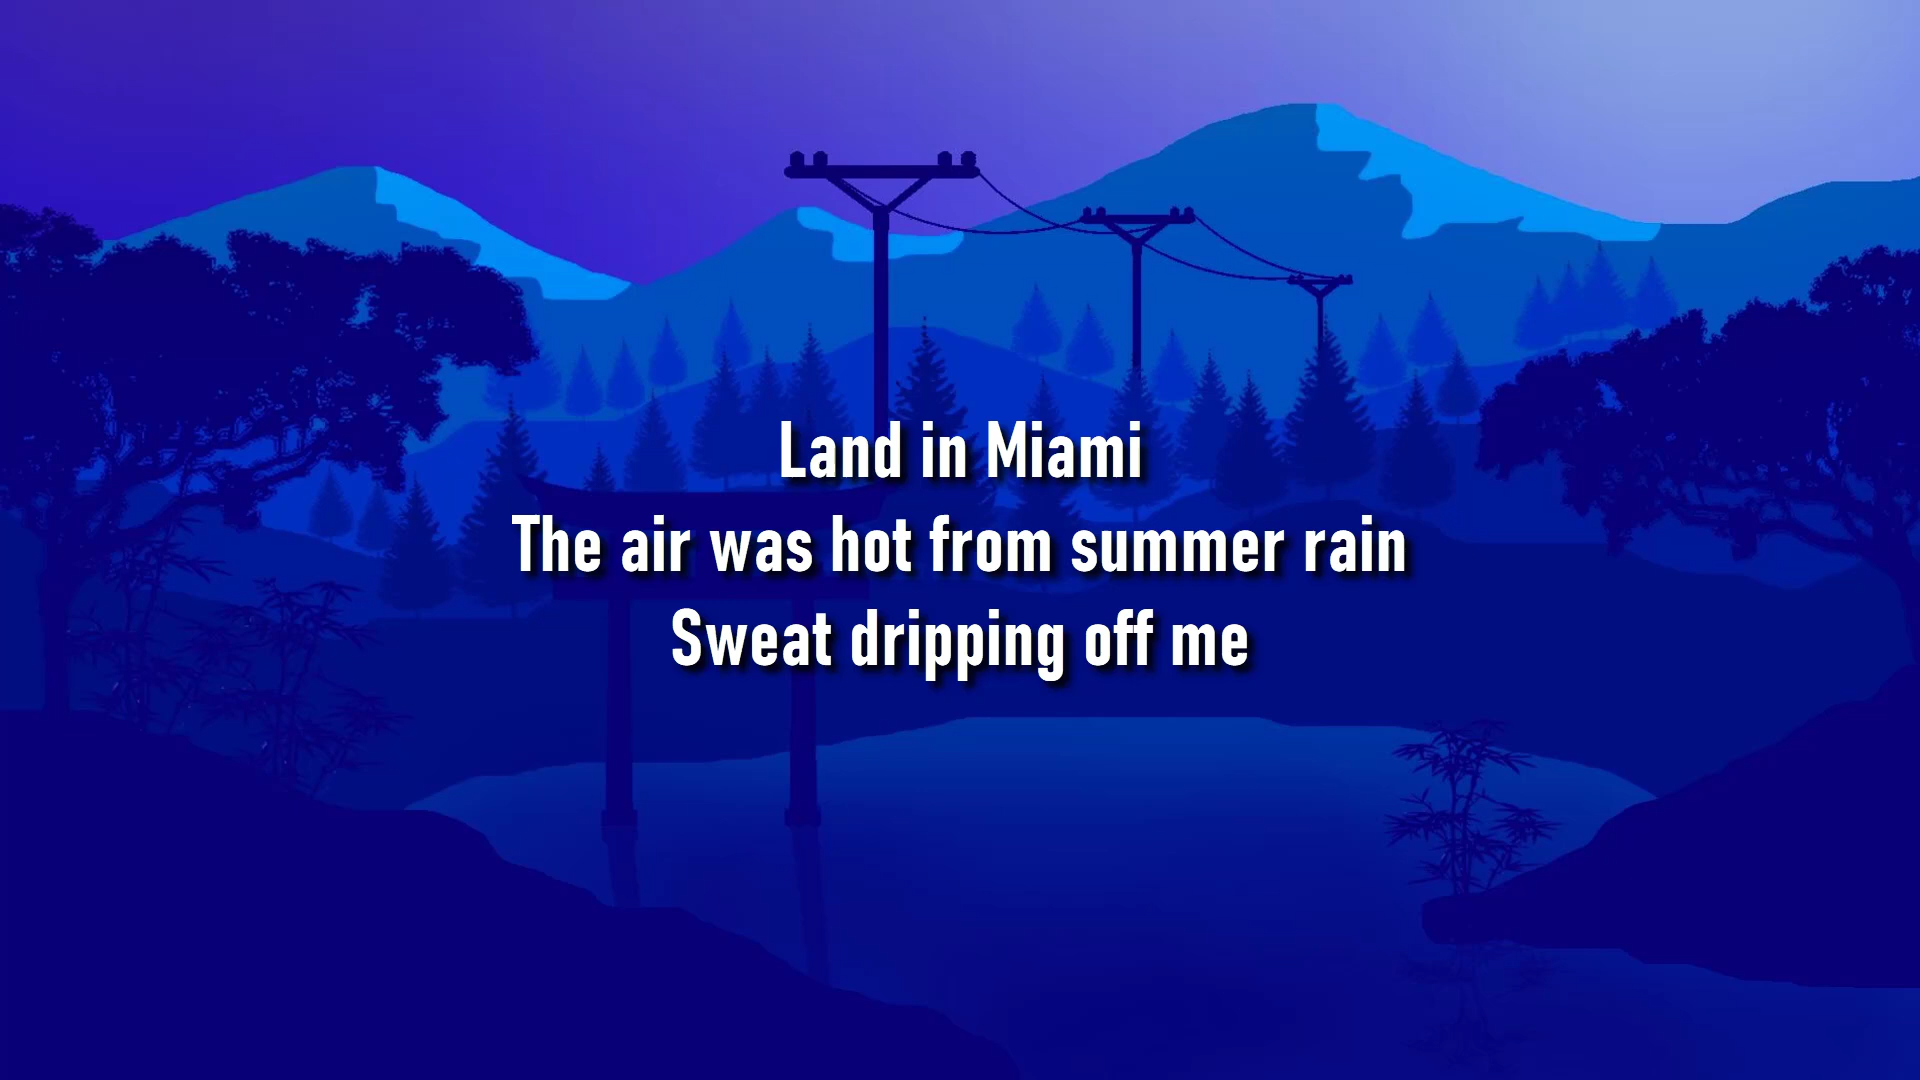 Land in Miami
The air was hot from summer rain
Sweat dripping off me